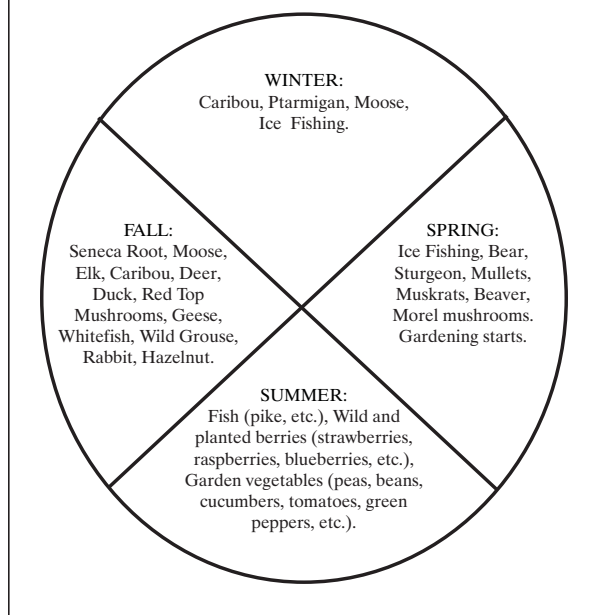 WINTER:
Caribou, Ptarmigan, Moose,
Ice Fishing.
FALL:
Seneca Root, Moose,
Elk, Caribou, Deer,
Duck, Red Top
Mushrooms, Geese,
Whitefish, Wild Grouse,
Rabbit, Hazelnut.
SPRING:
Ice Fishing, Bear,
Sturgeon, Mullets,
Muskrats, Beaver,
Morel mushrooms.
Gardening starts.
SUMMER:
Fish (pike, etc.), Wild and
planted berries (strawberries,
raspberries, blueberries, etc.),
Garden vegetables (peas, beans,
cucumbers, tomatoes, green
peppers, etc.).